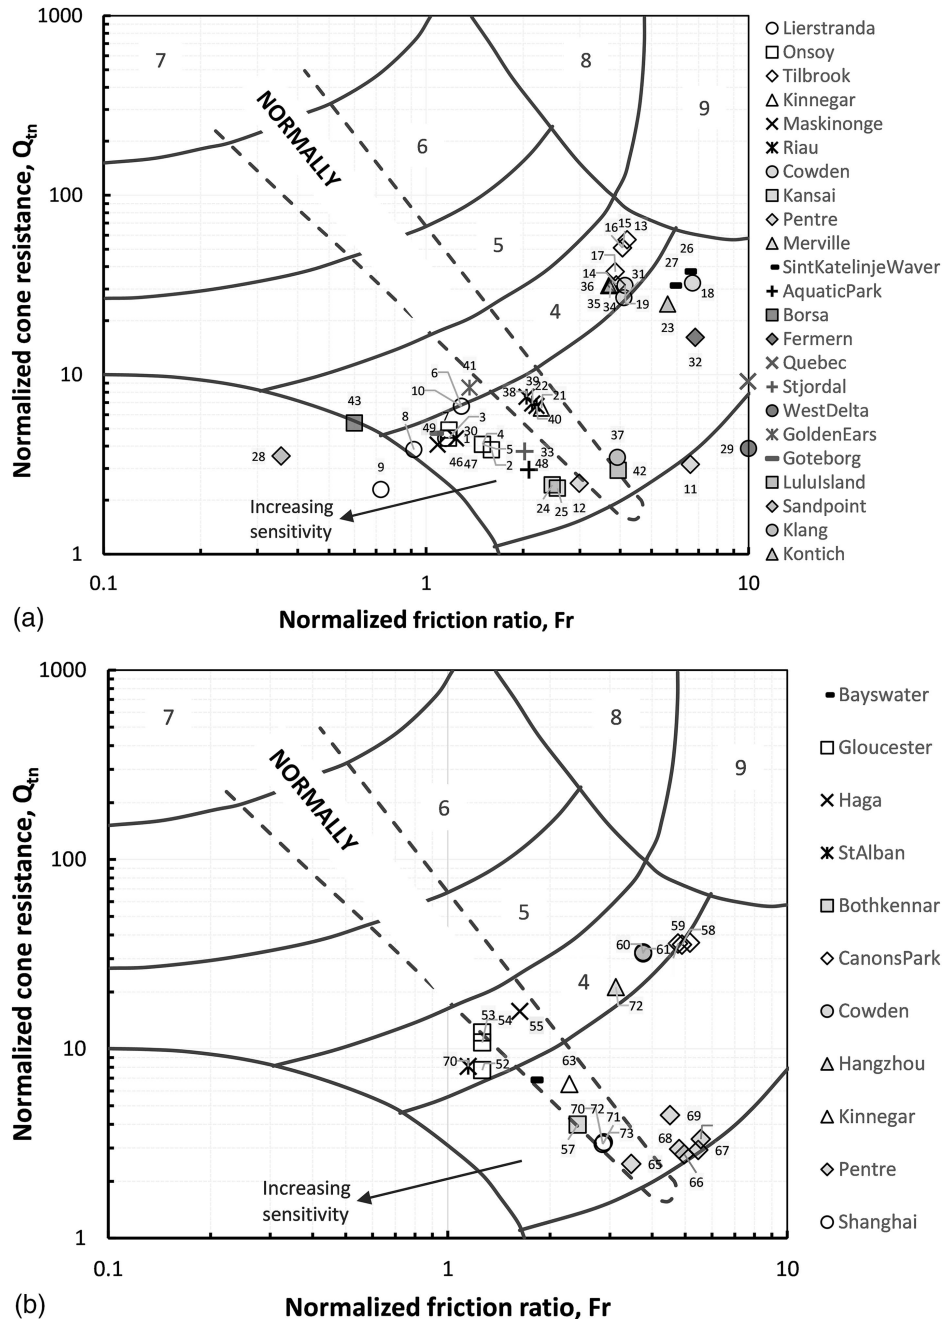 1000
7
8
9
NORMALLY
6
100
5
4
16
15
13
17
14
36
35
34
31
19
26
27
18
23
32
10
41
6
10
43
8
7
3
49
30
1
4
5
2
46
47
38
39
22
21
40
33
48
37
42
28
9
24
25
12
11
29
Increasing
sensitivity
1
0.1
1
10
Normalized cone resistance, Qtn
Normalized friction ratio, Fr
(a)
Lierstranda
Onsoy
Tilbrook
Kinnegar
Maskinonge
Riau
Cowden
Kansai
Pentre
Merville
SintKatelinjeWaver
AquaticPark
Borsa
Fermern
Quebec
Stjordal
WestDelta
GoldenEars
Goteborg
LuluIsland
Sandpoint
Klang
Kontich
1000
7
8
9
NORMALLY
6
100
5
4
59
58
60
61
72
53
54
55
10
70
52
63
70
72
71
73
57
65
69
68
67
66
Increasing
sensitivity
1
0.1
1
10
Normalized cone resistance, Qtn
Normalized friction ratio, Fr
(b)
Bayswater
Gloucester
Haga
StAlban
Bothkennar
CanonsPark
Cowden
Hangzhou
Kinnegar
Pentre
Shanghai